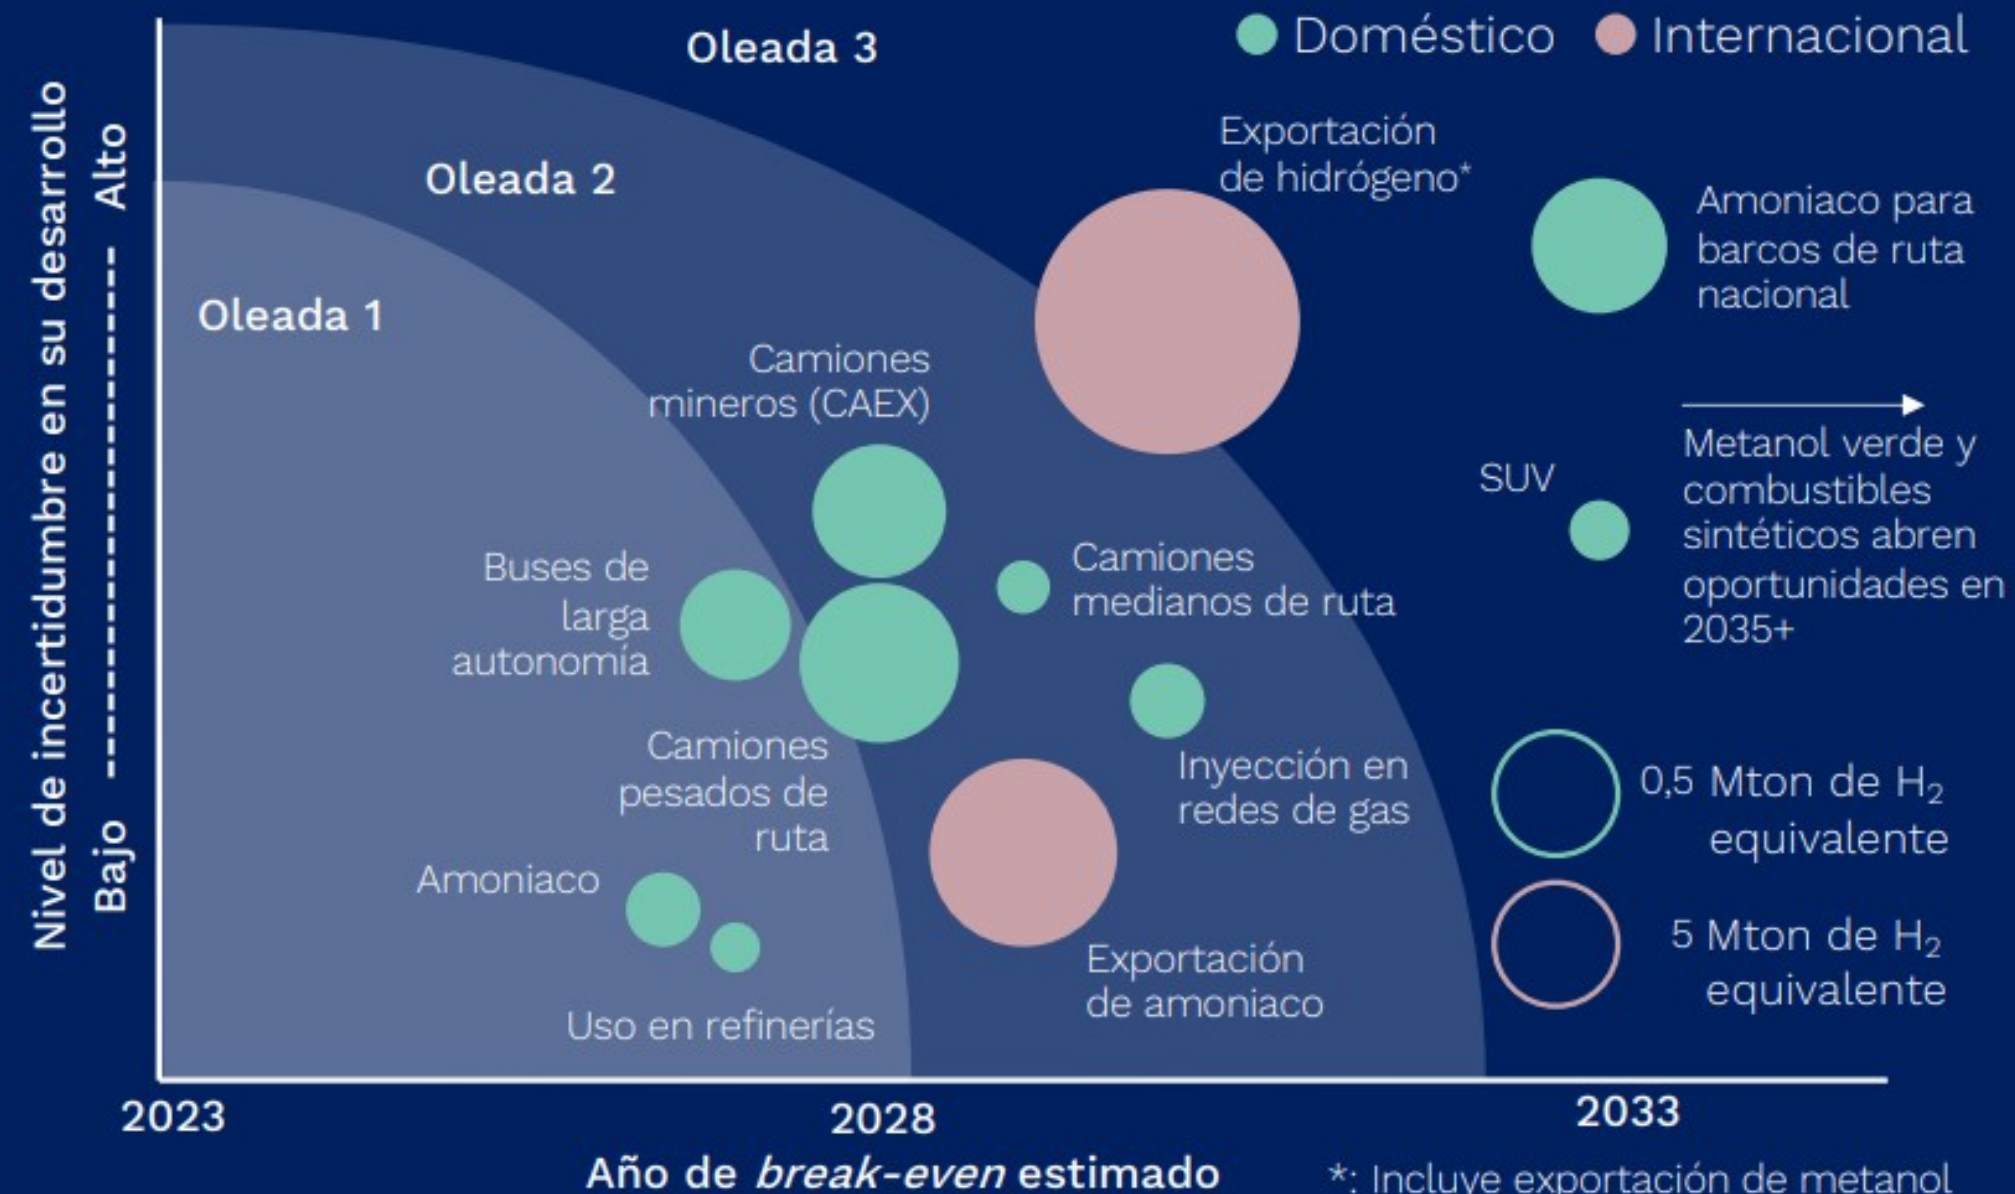 Oleada 3
Doméstico
Internacional
Nivel de incertidumbre en su desarrollo
Alto
Bajo
Oleada 2
Oleada 1
Exportación
de hidrógeno*
Amoniaco para
barcos de ruta
nacional
Camiones
mineros (CAEX)
Metanol verde y
combustibles
sintéticos abren
oportunidades en
2035+
SUV
Buses de
larga
autonomía
Camiones
medianos de ruta
Camiones
pesados de
ruta
Inyección en
redes de gas
0,5 Mton de H₂
equivalente
Amoniaco
5 Mton de H₂
equivalente
Exportación
de amoniaco
Uso en refinerías
2023
2028
2033
Año de break-even estimado
*: Incluye exportación de metanol